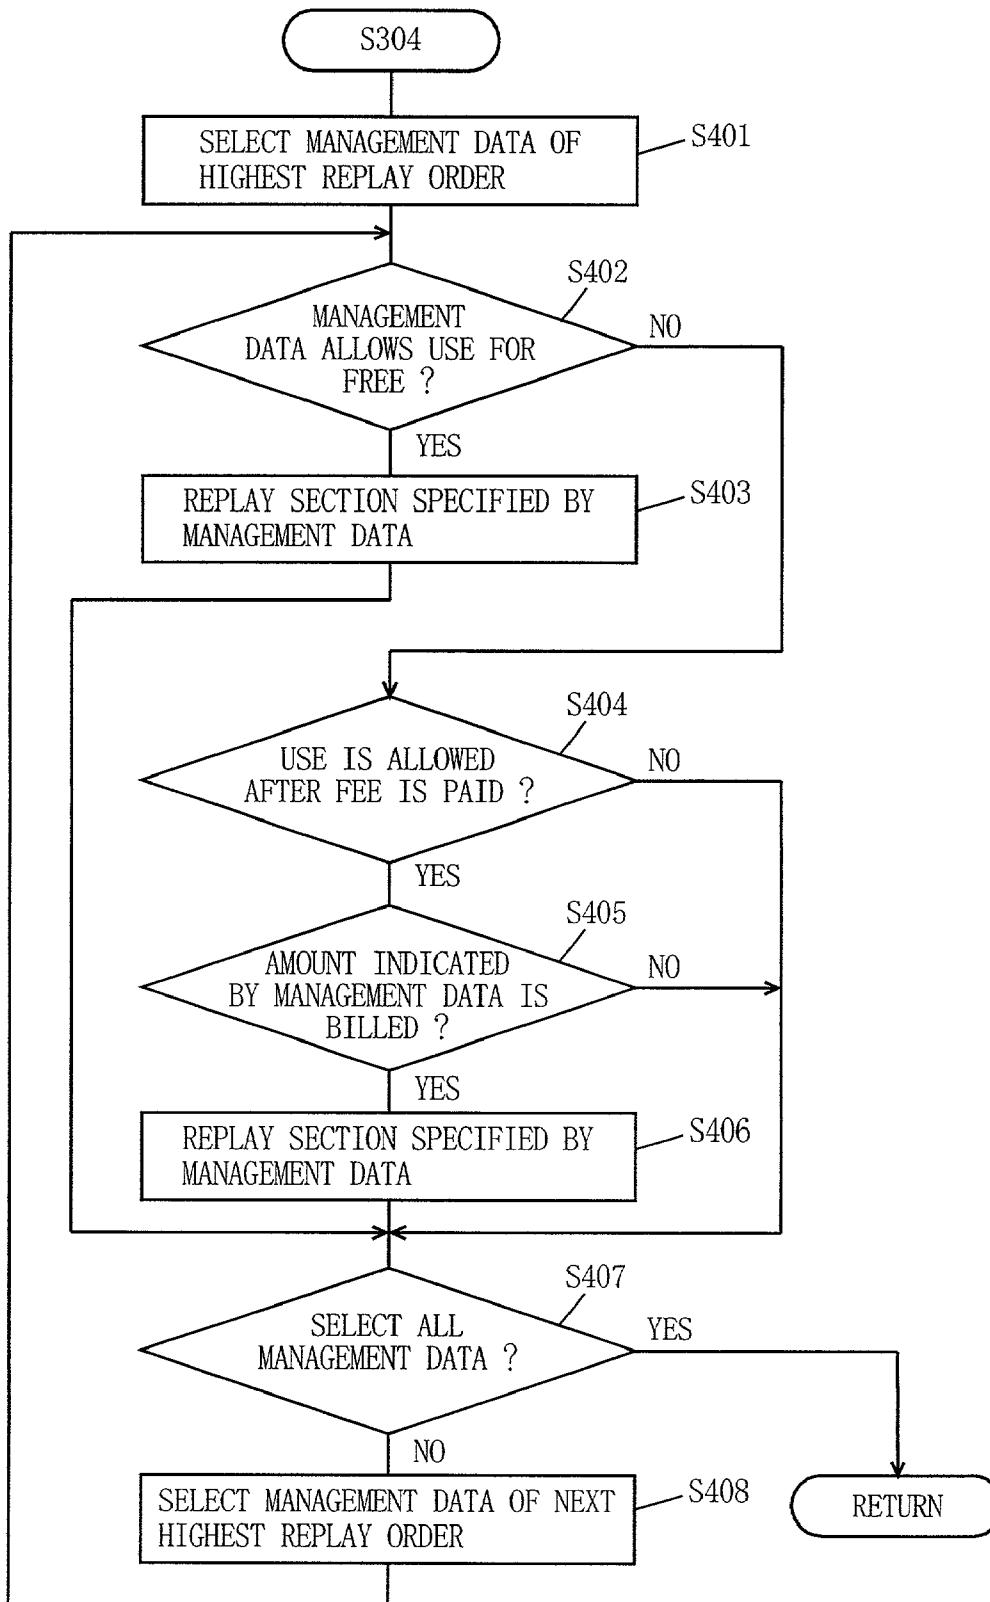 S304
SELECT MANAGEMENT DATA OF
HIGHEST REPLAY ORDER
S401
S402
MANAGEMENT
DATA ALLOWS USE FOR
FREE ?
NO
YES
REPLAY SECTION SPECIFIED BY
MANAGEMENT DATA
S403
S404
USE IS ALLOWED
AFTER FEE IS PAID ?
NO
YES
S405
AMOUNT INDICATED
BY MANAGEMENT DATA IS
BILLED ?
NO
YES
REPLAY SECTION SPECIFIED BY
MANAGEMENT DATA
S406
S407
SELECT ALL
MANAGEMENT DATA ?
YES
NO
SELECT MANAGEMENT DATA OF NEXT
HIGHEST REPLAY ORDER
S408
RETURN